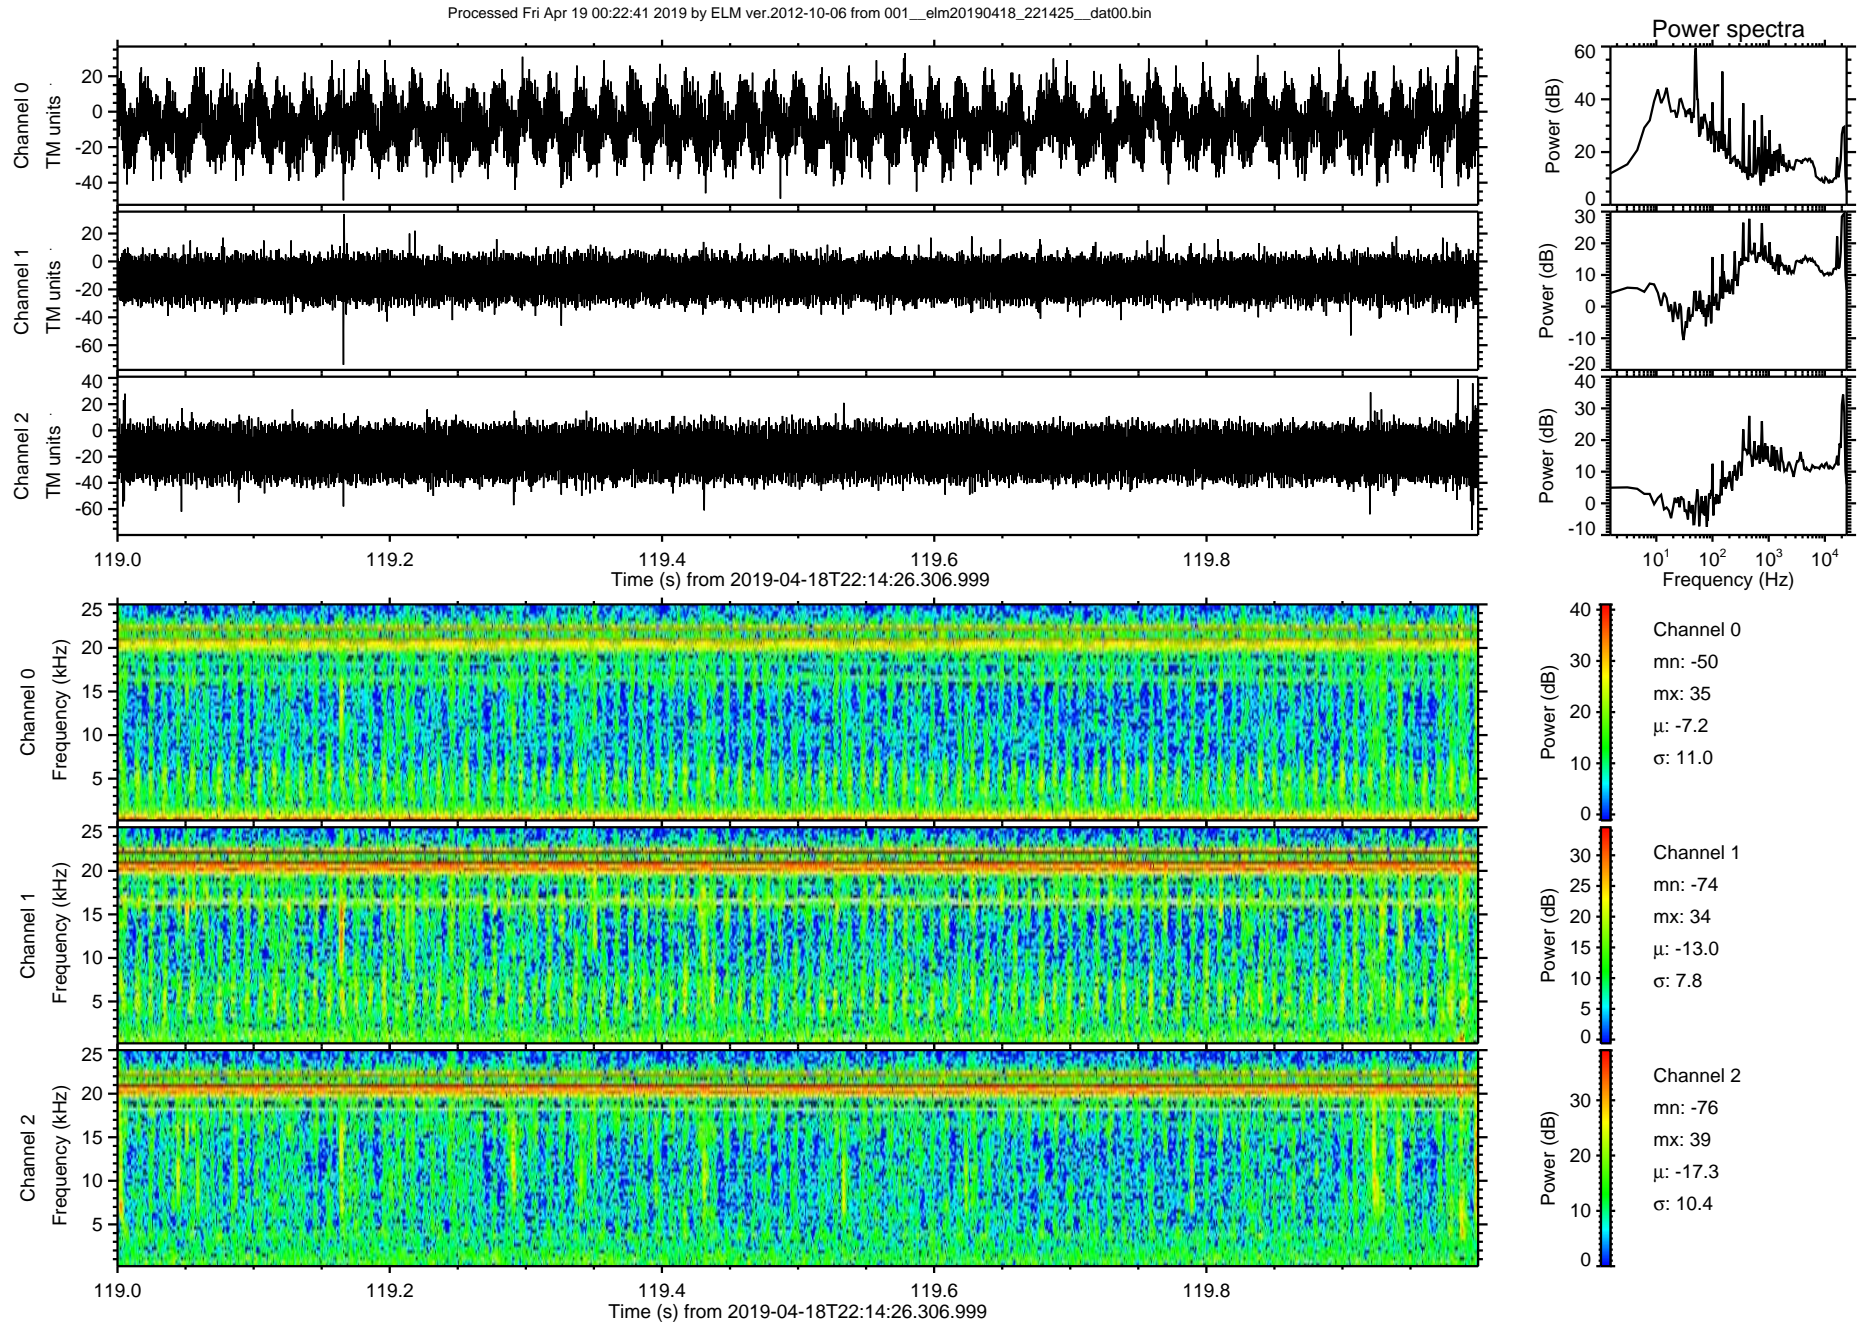 Processed Fri Apr 19 00:22:41 2019 by ELM ver.2012-10-06 from 001__elm20190418_221425__dat00.bin
Power spectra
Channel 0
TM units
20
0
-20
-40
Power (dB)
60
40
20
0
Channel 1
TM units
20
0
-20
-40
-60
Power (dB)
30
20
10
0
-10
-20
Channel 2
TM units
40
20
0
-20
-40
-60
Power (dB)
40
30
20
10
0
-10
119.0 119.2 119.4 119.6 119.8
Time (s) from 2019-04-18T22:14:26.306.999
10^1 10^2 10^3 10^4
Frequency (Hz)
Channel 0
Frequency (kHz)
25
20
15
10
5
Power (dB)
40
30
20
10
0
Channel 0
mn: -50
mx: 35
μ: -7.2
σ: 11.0
Channel 1
Frequency (kHz)
25
20
15
10
5
Power (dB)
30
25
20
15
10
5
0
Channel 1
mn: -74
mx: 34
μ: -13.0
σ: 7.8
Channel 2
Frequency (kHz)
25
20
15
10
5
Power (dB)
30
20
10
0
Channel 2
mn: -76
mx: 39
μ: -17.3
σ: 10.4
119.0 119.2 119.4 119.6 119.8
Time (s) from 2019-04-18T22:14:26.306.999